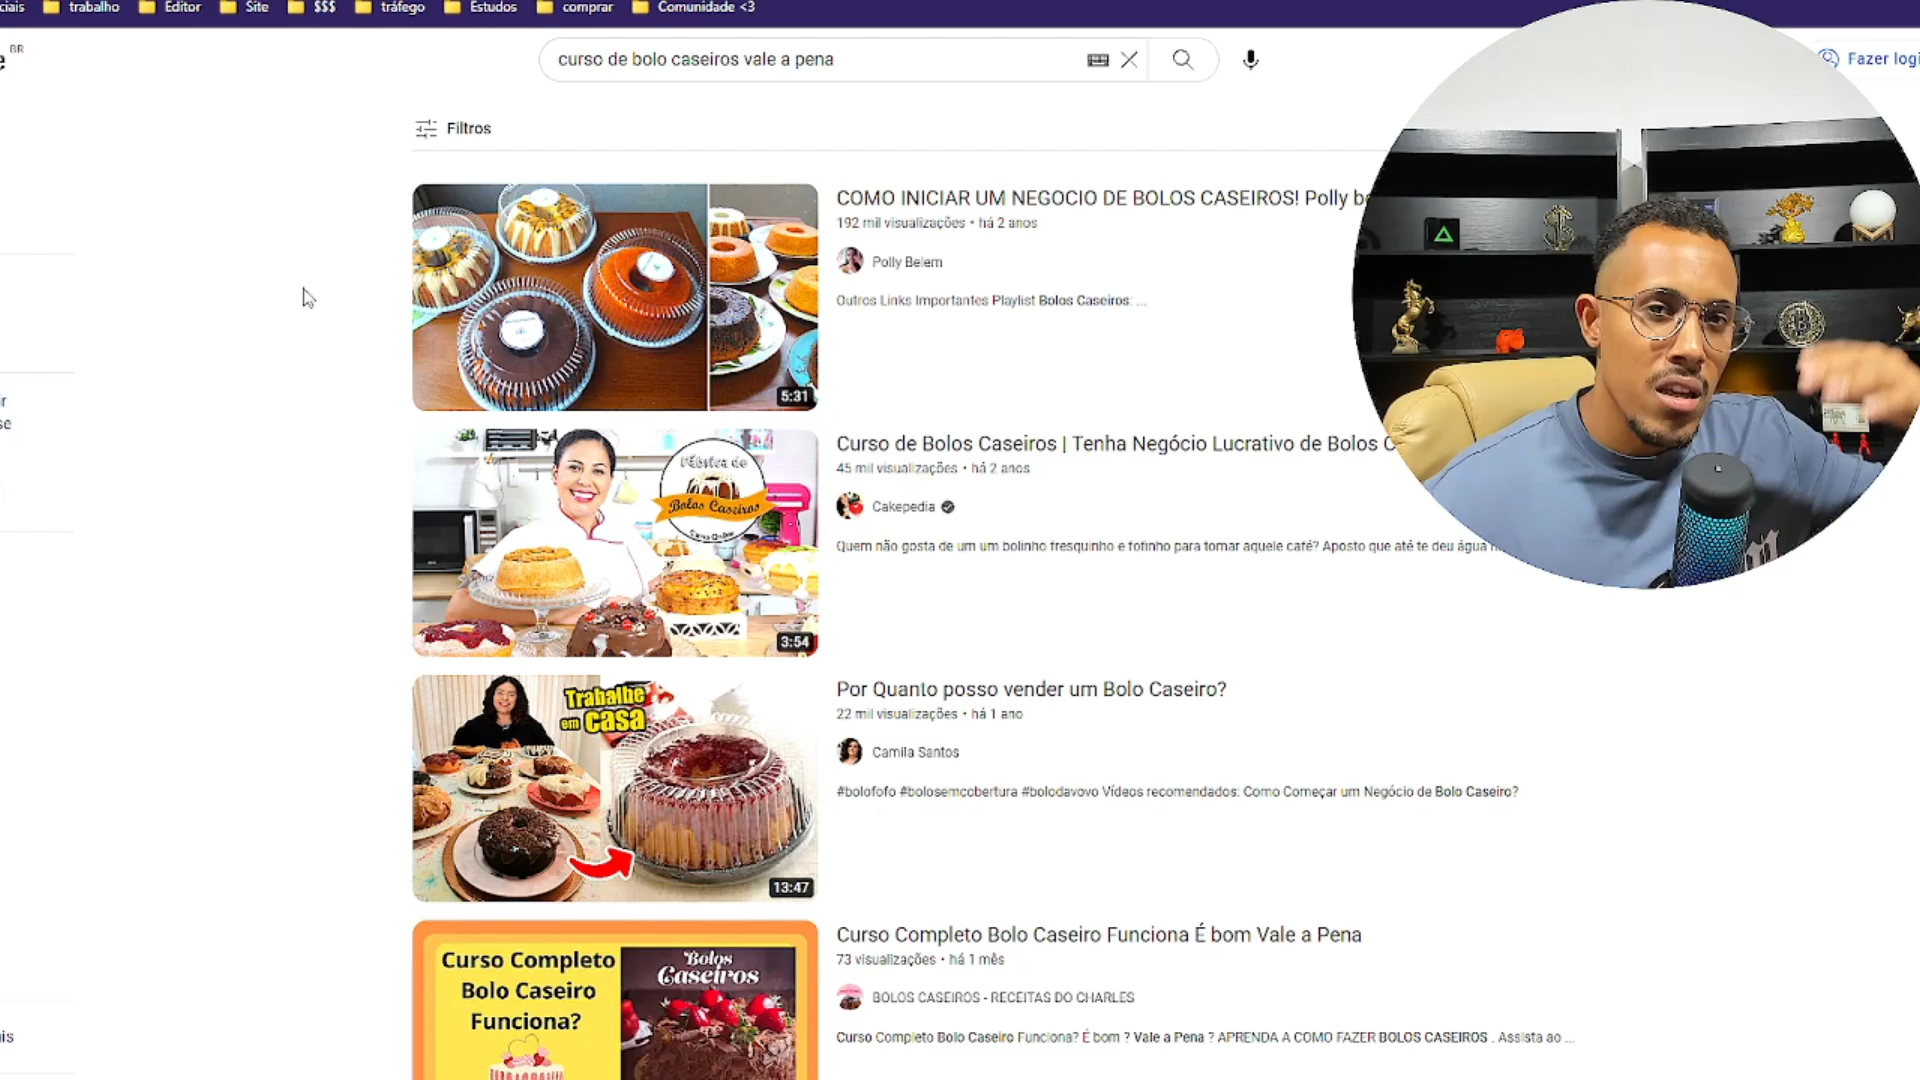 trabalho Editor Site $$$ tráfego Estudos comprar Comunidade <3
BR
curso de bolo caseiros vale a pena
Fazer logi
Filtros
COMO INICIAR UM NEGOCIO DE BOLOS CASEIROS! Polly b
192 mil visualizações • há 2 anos
Polly Belem
Outros Links Importantes Playlist Bolos Caseiros: ...
5:31
Curso de Bolos Caseiros | Tenha Negócio Lucrativo de Bolos C
45 mil visualizações • há 2 anos
Cakepedia
Quem não gosta de um um bolinho fresquinho e fofinho para tomar aquele café? Aposto que até te deu água
Fábrica de
Bolos Caseiros
Curso Online
3:54
Por Quanto posso vender um Bolo Caseiro?
22 mil visualizações • há 1 ano
Camila Santos
#bolofofo #bolosemcobertura #bolodavovo Vídeos recomendados: Como Começar um Negócio de Bolo Caseiro?
Trabalhe
em casa
13:47
Curso Completo Bolo Caseiro Funciona É bom Vale a Pena
73 visualizações • há 1 mês
BOLOS CASEIROS - RECEITAS DO CHARLES
Curso Completo Bolo Caseiro Funciona? É bom ? Vale a Pena ? APRENDA A COMO FAZER BOLOS CASEIROS . Assista ao ...
Curso Completo
Bolo Caseiro
Funciona?
Bolos
Caseiros